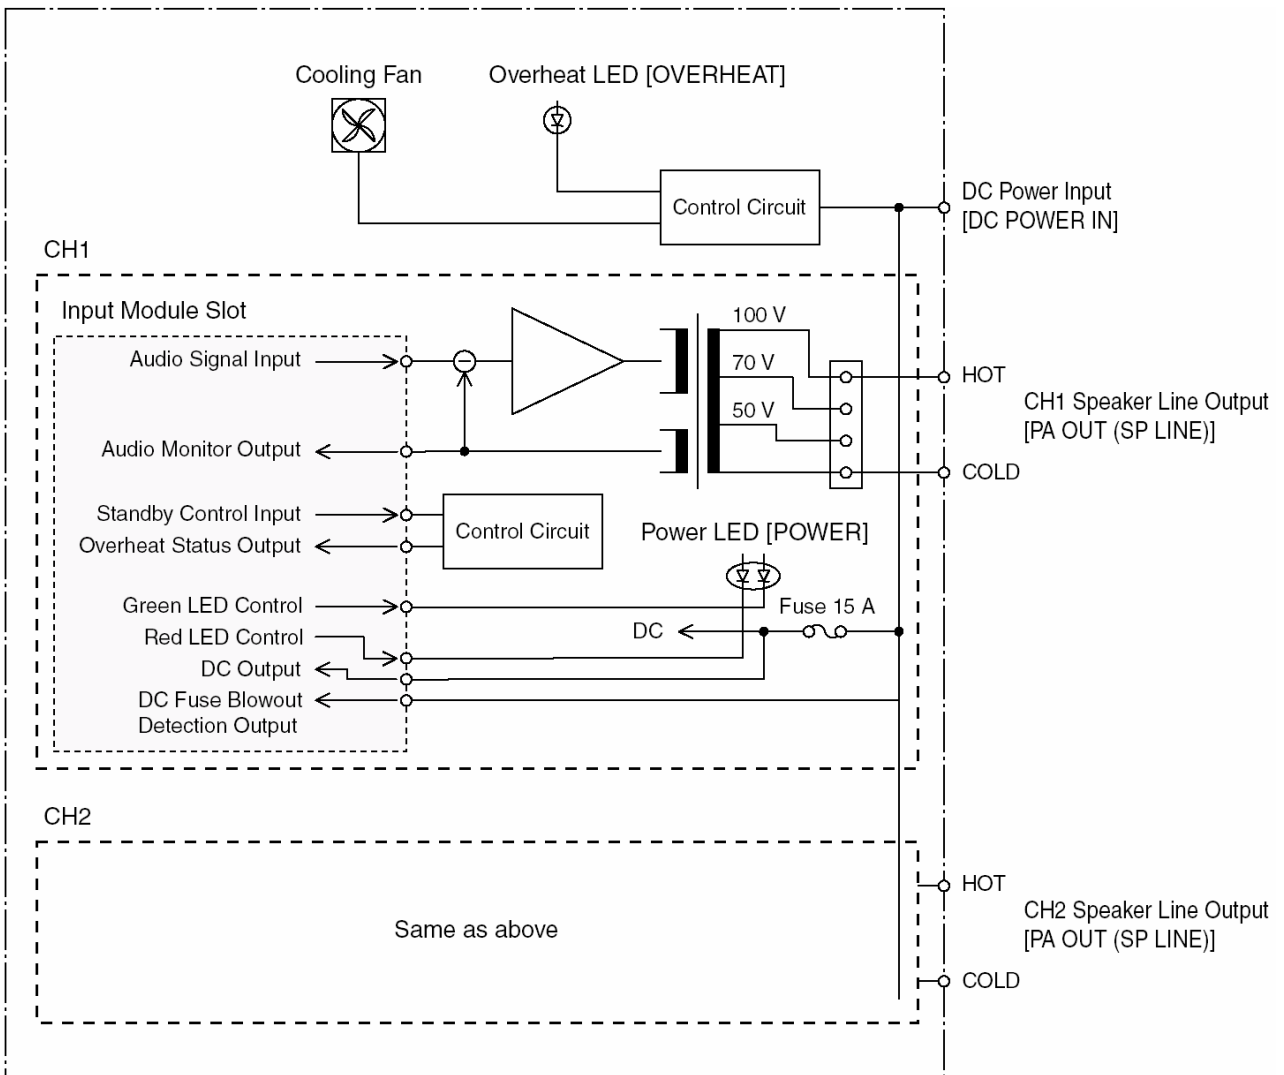 Cooling Fan
Overheat LED [OVERHEAT]
Control Circuit
DC Power Input
[DC POWER IN]
CH1
Input Module Slot
100 V
Audio Signal Input
70 V
HOT
50 V
CH1 Speaker Line Output
[PA OUT (SP LINE)]
Audio Monitor Output
COLD
Standby Control Input
Control Circuit
Power LED [POWER]
Overheat Status Output
Green LED Control
Fuse 15 A
Red LED Control
DC
DC Output
DC Fuse Blowout
Detection Output
CH2
HOT
CH2 Speaker Line Output
[PA OUT (SP LINE)]
Same as above
COLD